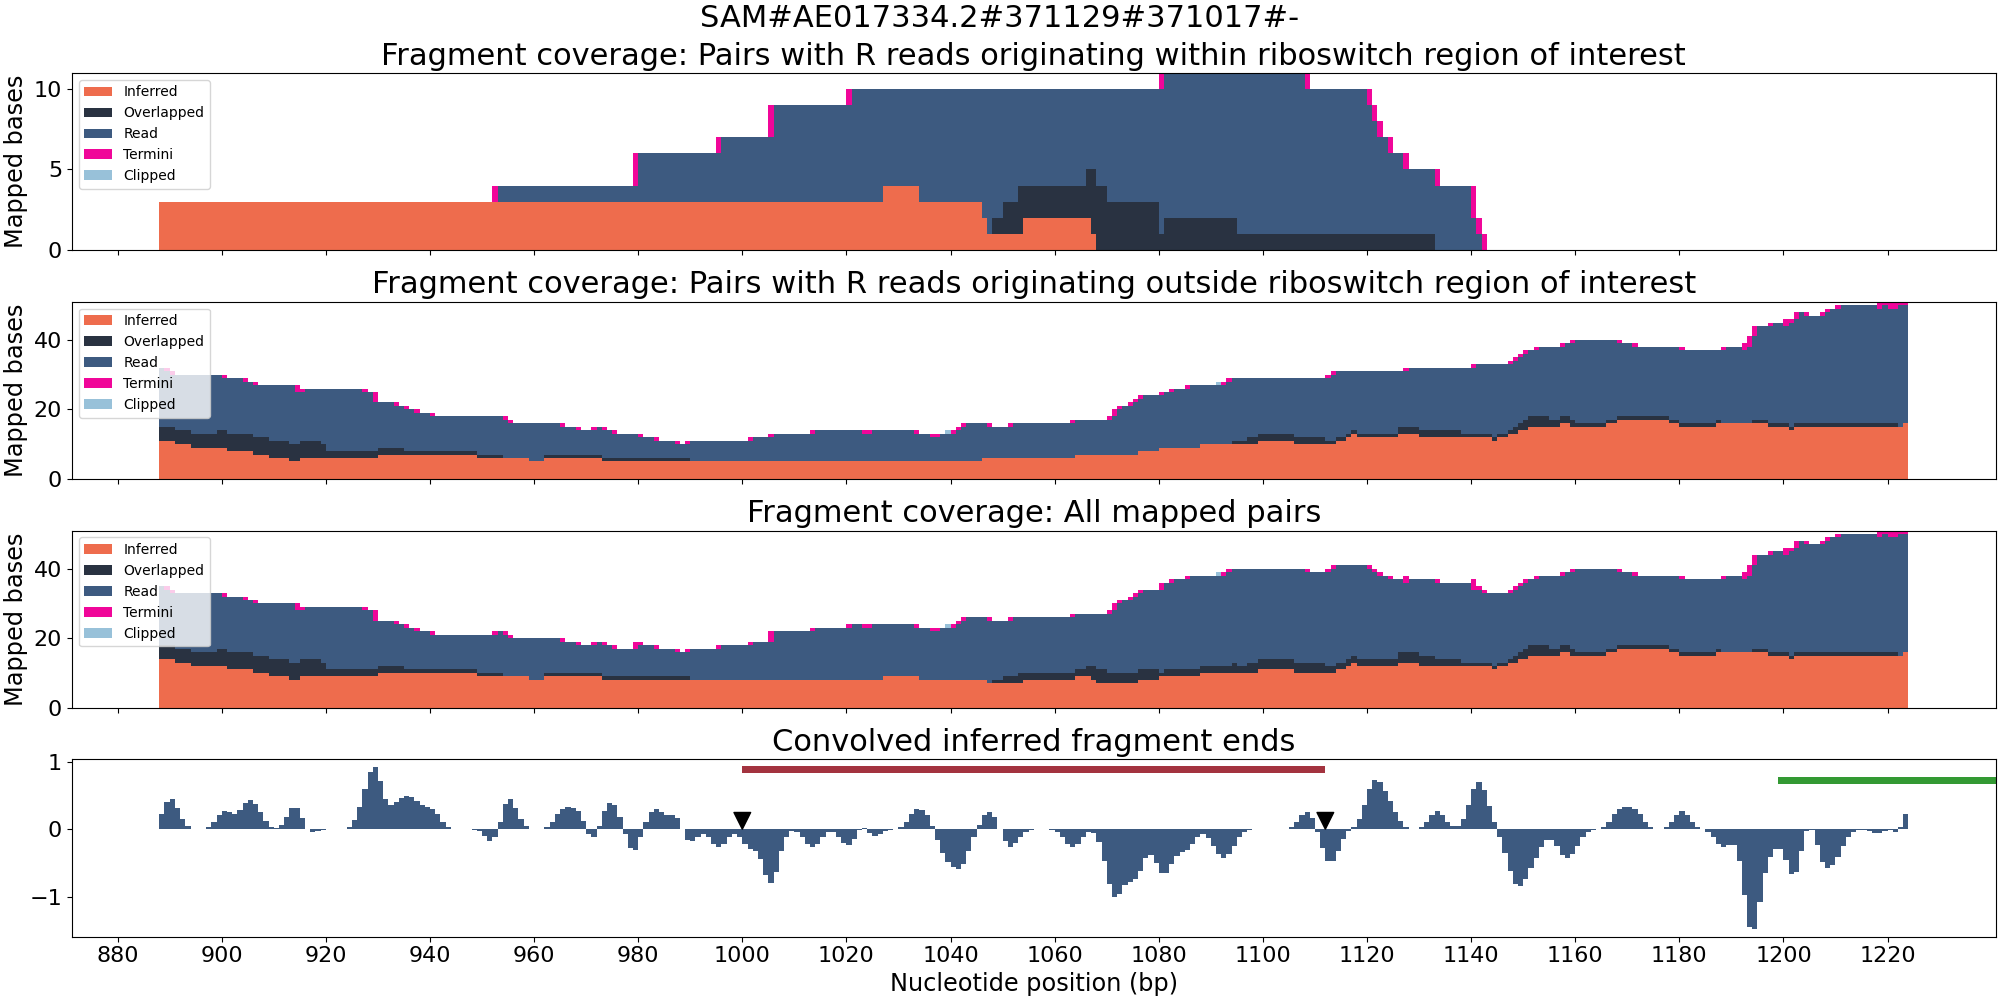 SAM#AE017334.2#371129#371017#-
Fragment coverage: Pairs with R reads originating within riboswitch region of interest
Mapped bases
10
5
0
Inferred
Overlapped
Read
Termini
Clipped
Fragment coverage: Pairs with R reads originating outside riboswitch region of interest
Mapped bases
40
20
0
Inferred
Overlapped
Read
Termini
Clipped
Fragment coverage: All mapped pairs
Mapped bases
40
20
0
Inferred
Overlapped
Read
Termini
Clipped
Convolved inferred fragment ends
1
0
−1
880 900 920 940 960 980 1000 1020 1040 1060 1080 1100 1120 1140 1160 1180 1200 1220
Nucleotide position (bp)